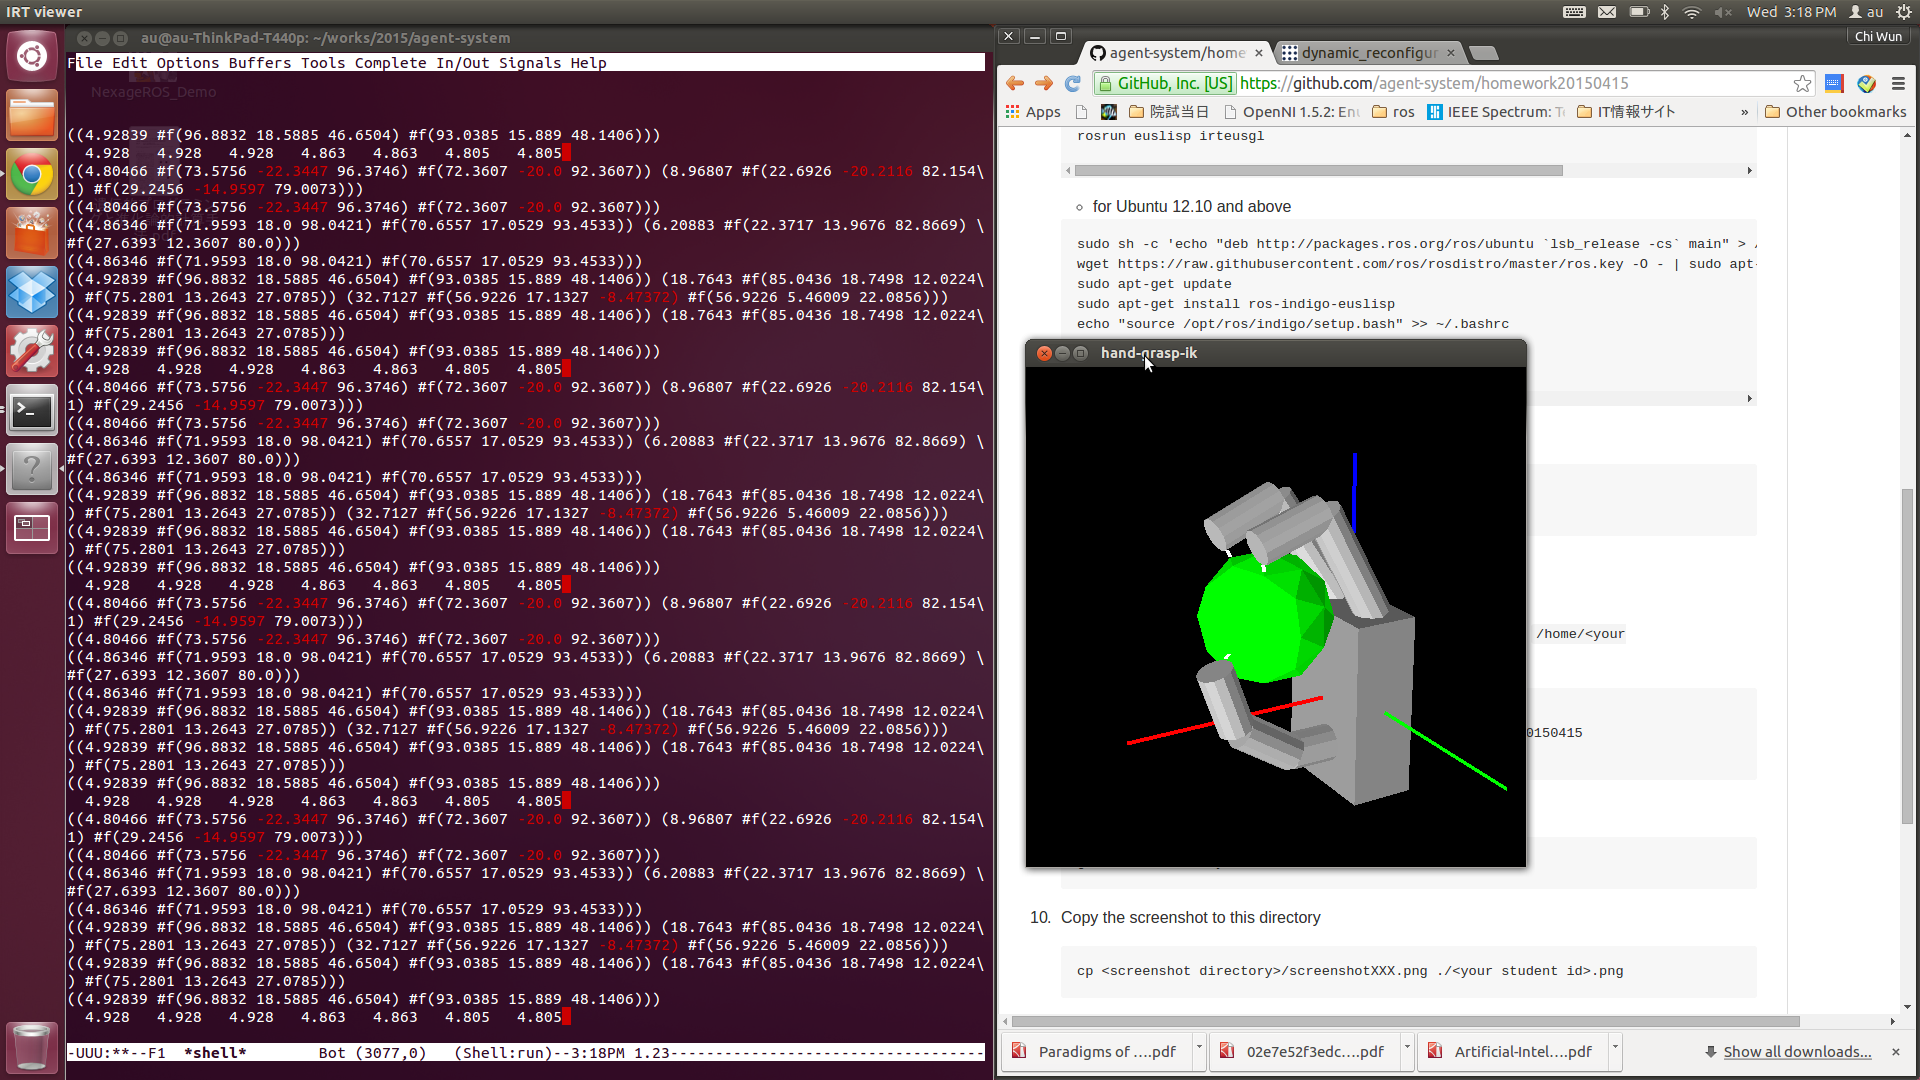 IRT viewer
Wed 3:18 PM
au
au@au-ThinkPad-T440p: ~/works/2015/agent-system
File Edit Options Buffers Tools Complete In/Out Signals Help
NexageROS_Demo
((4.92839 #f(96.8832 18.5885 46.6504) #f(93.0385 15.889 48.1406)))
4.928 4.928 4.928 4.863 4.863 4.805 4.805
((4.80466 #f(73.5756 -22.3447 96.3746) #f(72.3607 -20.0 92.3607)) (8.96807 #f(22.6926 -20.2116 82.154\
1) #f(29.2456 -14.9597 79.0073)))
((4.80466 #f(73.5756 -22.3447 96.3746) #f(72.3607 -20.0 92.3607)))
((4.86346 #f(71.9593 18.0 98.0421) #f(70.6557 17.0529 93.4533)) (6.20883 #f(22.3717 13.9676 82.8669) \
#f(27.6393 12.3607 80.0)))
((4.86346 #f(71.9593 18.0 98.0421) #f(70.6557 17.0529 93.4533)))
((4.92839 #f(96.8832 18.5885 46.6504) #f(93.0385 15.889 48.1406)) (18.7643 #f(85.0436 18.7498 12.0224\
) #f(75.2801 13.2643 27.0785)) (32.7127 #f(56.9226 17.1327 -8.47372) #f(56.9226 5.46009 22.0856)))
((4.92839 #f(96.8832 18.5885 46.6504) #f(93.0385 15.889 48.1406)) (18.7643 #f(85.0436 18.7498 12.0224\
) #f(75.2801 13.2643 27.0785)))
((4.92839 #f(96.8832 18.5885 46.6504) #f(93.0385 15.889 48.1406)))
4.928 4.928 4.928 4.863 4.863 4.805 4.805
((4.80466 #f(73.5756 -22.3447 96.3746) #f(72.3607 -20.0 92.3607)) (8.96807 #f(22.6926 -20.2116 82.154\
1) #f(29.2456 -14.9597 79.0073)))
((4.80466 #f(73.5756 -22.3447 96.3746) #f(72.3607 -20.0 92.3607)))
((4.86346 #f(71.9593 18.0 98.0421) #f(70.6557 17.0529 93.4533)) (6.20883 #f(22.3717 13.9676 82.8669) \
#f(27.6393 12.3607 80.0)))
((4.86346 #f(71.9593 18.0 98.0421) #f(70.6557 17.0529 93.4533)))
((4.92839 #f(96.8832 18.5885 46.6504) #f(93.0385 15.889 48.1406)) (18.7643 #f(85.0436 18.7498 12.0224\
) #f(75.2801 13.2643 27.0785)) (32.7127 #f(56.9226 17.1327 -8.47372) #f(56.9226 5.46009 22.0856)))
((4.92839 #f(96.8832 18.5885 46.6504) #f(93.0385 15.889 48.1406)) (18.7643 #f(85.0436 18.7498 12.0224\
) #f(75.2801 13.2643 27.0785)))
((4.92839 #f(96.8832 18.5885 46.6504) #f(93.0385 15.889 48.1406)))
4.928 4.928 4.928 4.863 4.863 4.805 4.805
((4.80466 #f(73.5756 -22.3447 96.3746) #f(72.3607 -20.0 92.3607)) (8.96807 #f(22.6926 -20.2116 82.154\
1) #f(29.2456 -14.9597 79.0073)))
((4.80466 #f(73.5756 -22.3447 96.3746) #f(72.3607 -20.0 92.3607)))
((4.86346 #f(71.9593 18.0 98.0421) #f(70.6557 17.0529 93.4533)) (6.20883 #f(22.3717 13.9676 82.8669) \
#f(27.6393 12.3607 80.0)))
((4.86346 #f(71.9593 18.0 98.0421) #f(70.6557 17.0529 93.4533)))
((4.92839 #f(96.8832 18.5885 46.6504) #f(93.0385 15.889 48.1406)) (18.7643 #f(85.0436 18.7498 12.0224\
) #f(75.2801 13.2643 27.0785)) (32.7127 #f(56.9226 17.1327 -8.47372) #f(56.9226 5.46009 22.0856)))
((4.92839 #f(96.8832 18.5885 46.6504) #f(93.0385 15.889 48.1406)) (18.7643 #f(85.0436 18.7498 12.0224\
) #f(75.2801 13.2643 27.0785)))
((4.92839 #f(96.8832 18.5885 46.6504) #f(93.0385 15.889 48.1406)))
4.928 4.928 4.928 4.863 4.863 4.805 4.805
((4.80466 #f(73.5756 -22.3447 96.3746) #f(72.3607 -20.0 92.3607)) (8.96807 #f(22.6926 -20.2116 82.154\
1) #f(29.2456 -14.9597 79.0073)))
((4.80466 #f(73.5756 -22.3447 96.3746) #f(72.3607 -20.0 92.3607)))
((4.86346 #f(71.9593 18.0 98.0421) #f(70.6557 17.0529 93.4533)) (6.20883 #f(22.3717 13.9676 82.8669) \
#f(27.6393 12.3607 80.0)))
((4.86346 #f(71.9593 18.0 98.0421) #f(70.6557 17.0529 93.4533)))
((4.92839 #f(96.8832 18.5885 46.6504) #f(93.0385 15.889 48.1406)) (18.7643 #f(85.0436 18.7498 12.0224\
) #f(75.2801 13.2643 27.0785)) (32.7127 #f(56.9226 17.1327 -8.47372) #f(56.9226 5.46009 22.0856)))
((4.92839 #f(96.8832 18.5885 46.6504) #f(93.0385 15.889 48.1406)) (18.7643 #f(85.0436 18.7498 12.0224\
) #f(75.2801 13.2643 27.0785)))
((4.92839 #f(96.8832 18.5885 46.6504) #f(93.0385 15.889 48.1406)))
4.928 4.928 4.928 4.863 4.863 4.805 4.805
-UUU:**--F1 *shell* Bot (3077,0) (Shell:run)--3:18PM 1.23-----------------------------------
Chi Wun
agent-system/home
dynamic_reconfigur
GitHub, Inc. [US] https://github.com/agent-system/homework20150415
Apps
院試当日
OpenNI 1.5.2: Enu
ros
IEEE Spectrum: T
IT情報サイト
»
Other bookmarks
rosrun euslisp irteusgl
for Ubuntu 12.10 and above
sudo sh -c 'echo "deb http://packages.ros.org/ros/ubuntu `lsb_release -cs` main" > /
wget https://raw.githubusercontent.com/ros/rosdistro/master/ros.key -O - | sudo apt-
sudo apt-get update
sudo apt-get install ros-indigo-euslisp
echo "source /opt/ros/indigo/setup.bash" >> ~/.bashrc
hand-grasp-ik
/home/<your
0150415
10. Copy the screenshot to this directory
cp <screenshot directory>/screenshotXXX.png ./<your student id>.png
Paradigms of ....pdf
02e7e52f3edc....pdf
Artificial-Intel....pdf
Show all downloads...